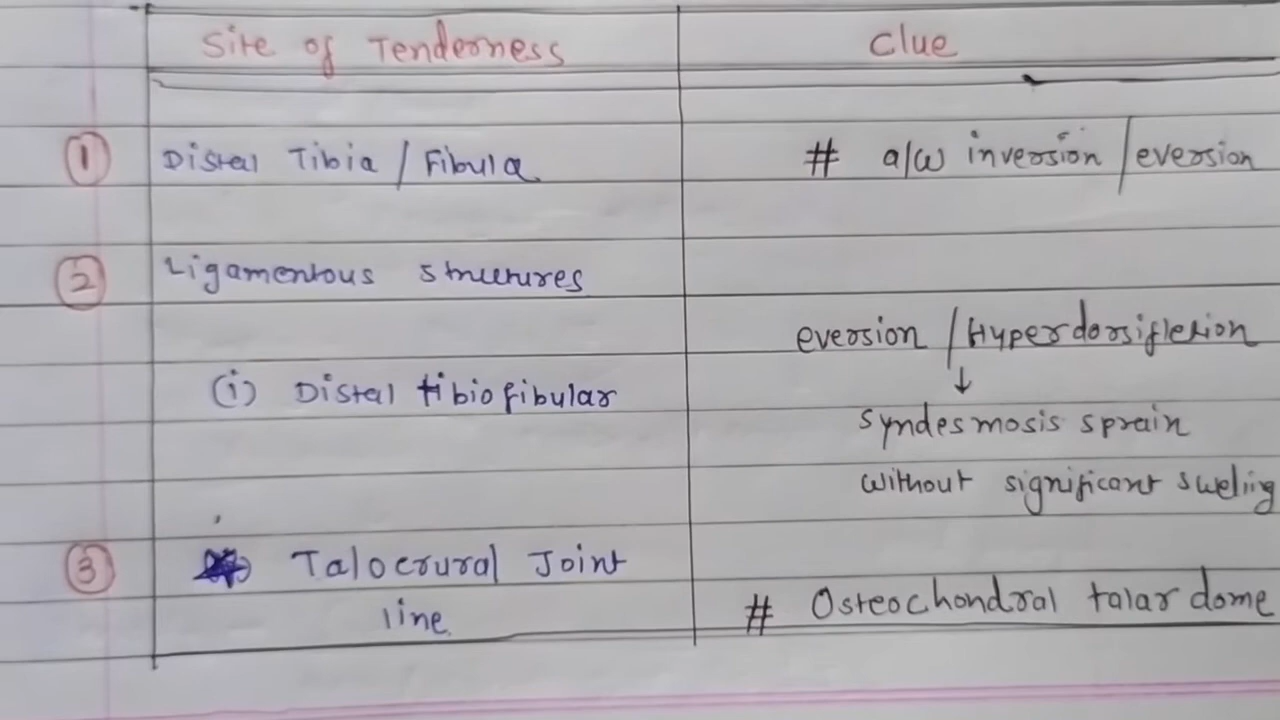 Site of Tenderness Clue
① Distal Tibia / Fibula # a/w inversion / eversion
② Ligamentous structures
eversion / Hyperdorsiflexion
↓
(i) Distal tibiofibular
syndesmosis sprain
without significant sweling
③ Talocrural Joint
line
# Osteochondral talar dome